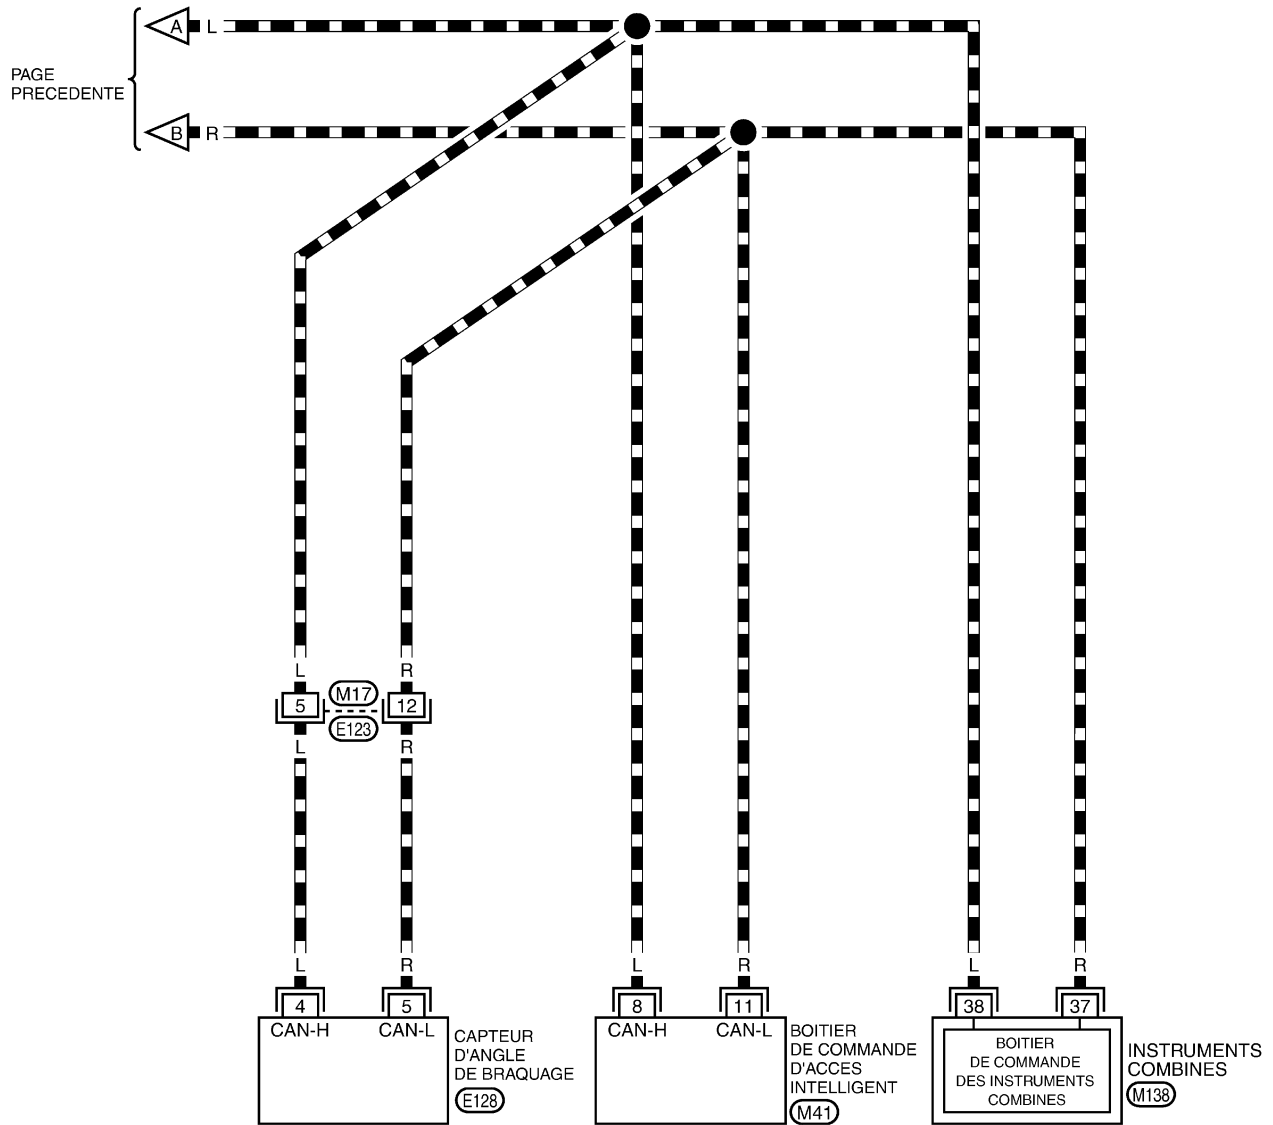 A L
PAGE
PRECEDENTE
B R
L R
5 M17 12
E123
L R
L R L R L R
4 5 8 11 38 37
CAN-H CAN-L CAN-H CAN-L
CAPTEUR
D'ANGLE
DE BRAQUAGE
E128
BOITIER
DE COMMANDE
D'ACCES
INTELLIGENT
M41
BOITIER
DE COMMANDE
DES INSTRUMENTS
COMBINES
INSTRUMENTS
COMBINES
M138